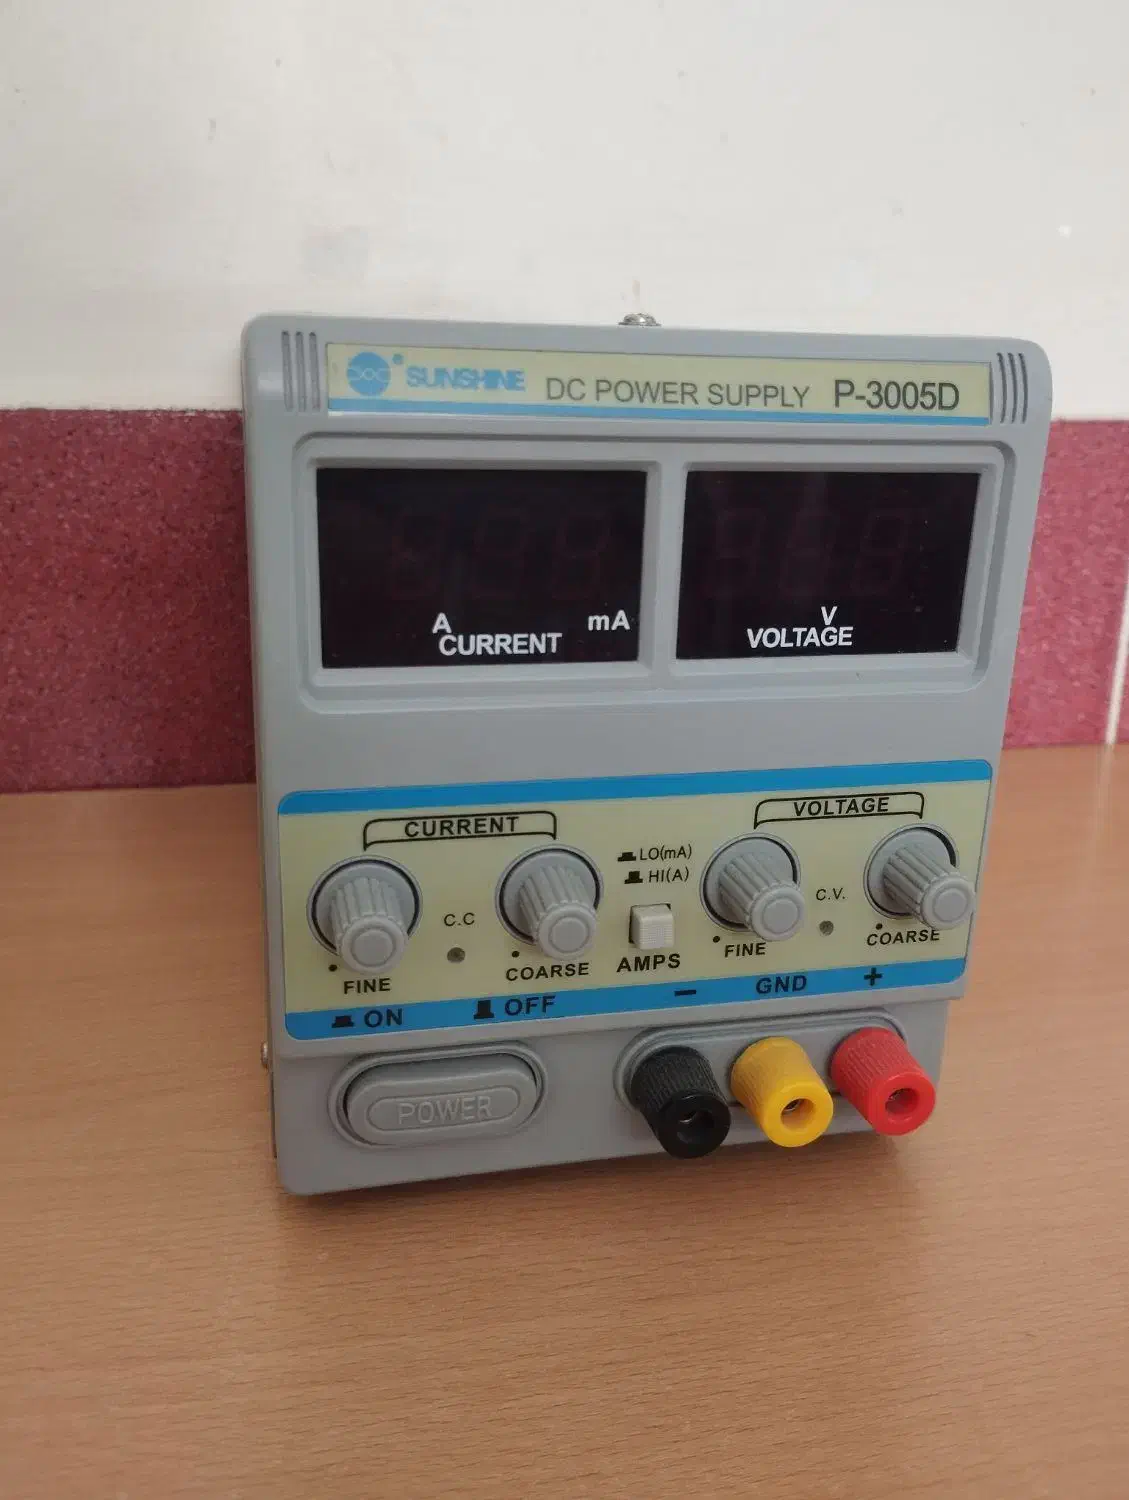 ® SUNSHINE DC POWER SUPPLY P-3005D
A mA
CURRENT
V
VOLTAGE
CURRENT
VOLTAGE
LO(mA)
HI(A)
C.C
C.V.
FINE
COARSE
AMPS
FINE
COARSE
ON
OFF
- GND +
POWER